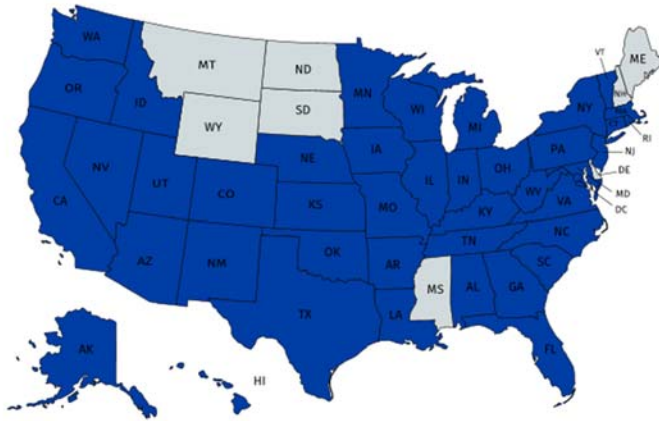 WA
MT
ND
MN
VT
ME
OR
ID
SD
WI
MI
NY
NH
RI
WY
NE
IA
PA
NJ
NV
UT
CO
IL
IN
OH
DE
CA
KS
MO
WV
VA
MD
KY
DC
AZ
NM
OK
AR
TN
NC
SC
MS
AL
GA
TX
LA
FL
AK
HI